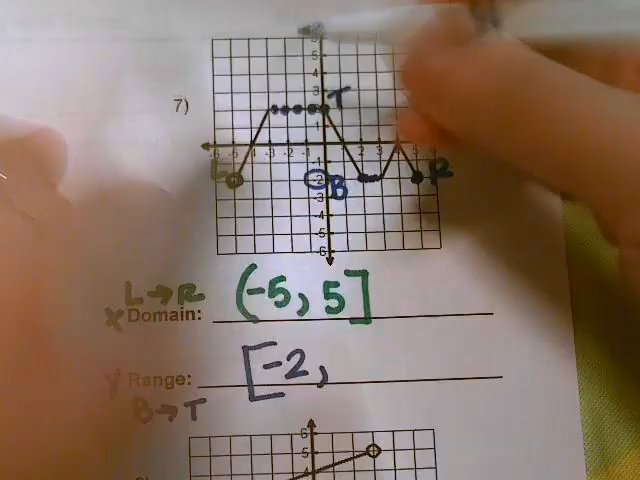 7)
T
L
B
R
L→R
x Domain: (-5, 5]
y Range: [-2,
B→T